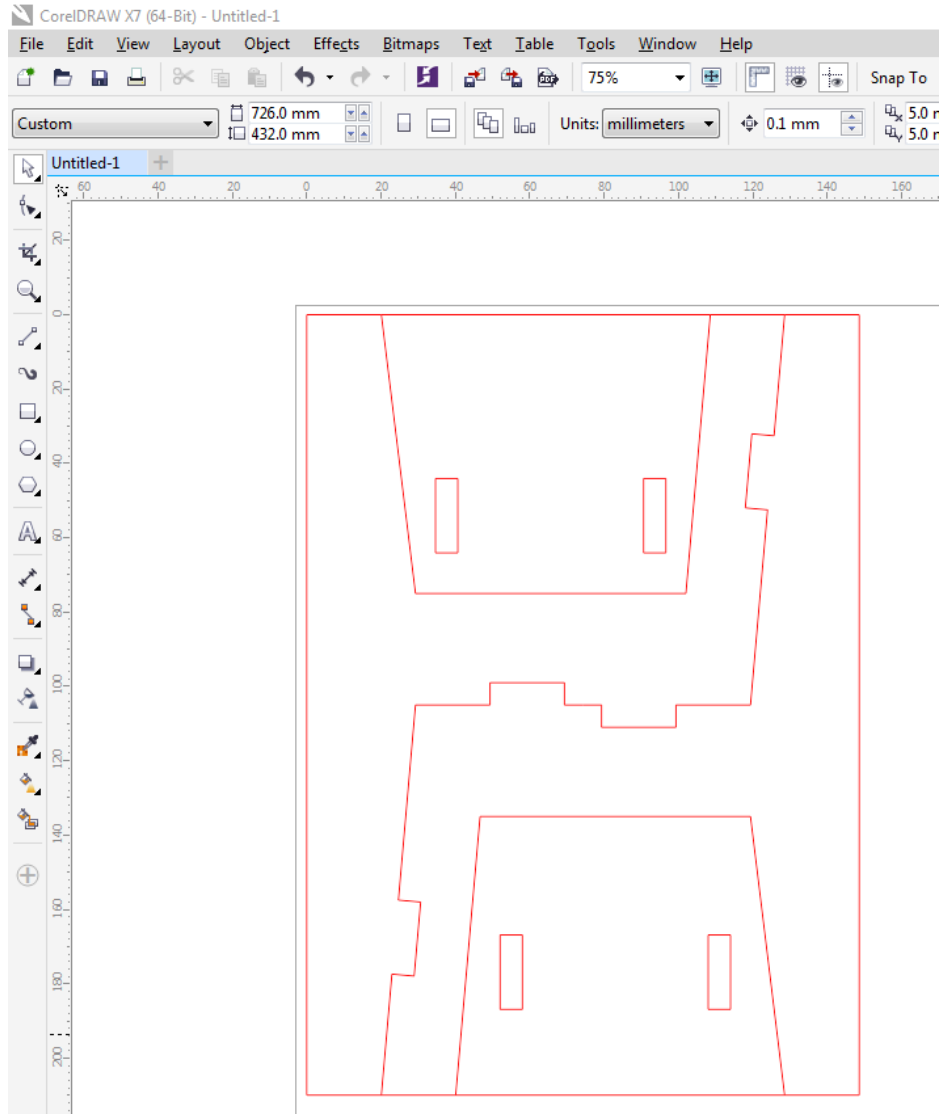 CorelDRAW X7 (64-Bit) - Untitled-1
File Edit View Layout Object Effects Bitmaps Text Table Tools Window Help
75% Snap To
Custom 726.0 mm 432.0 mm Units: millimeters 0.1 mm 5.0 5.0
Untitled-1
60 40 20 0 20 40 60 80 100 120 140 160
20
0
20
40
60
80
100
120
140
160
180
200